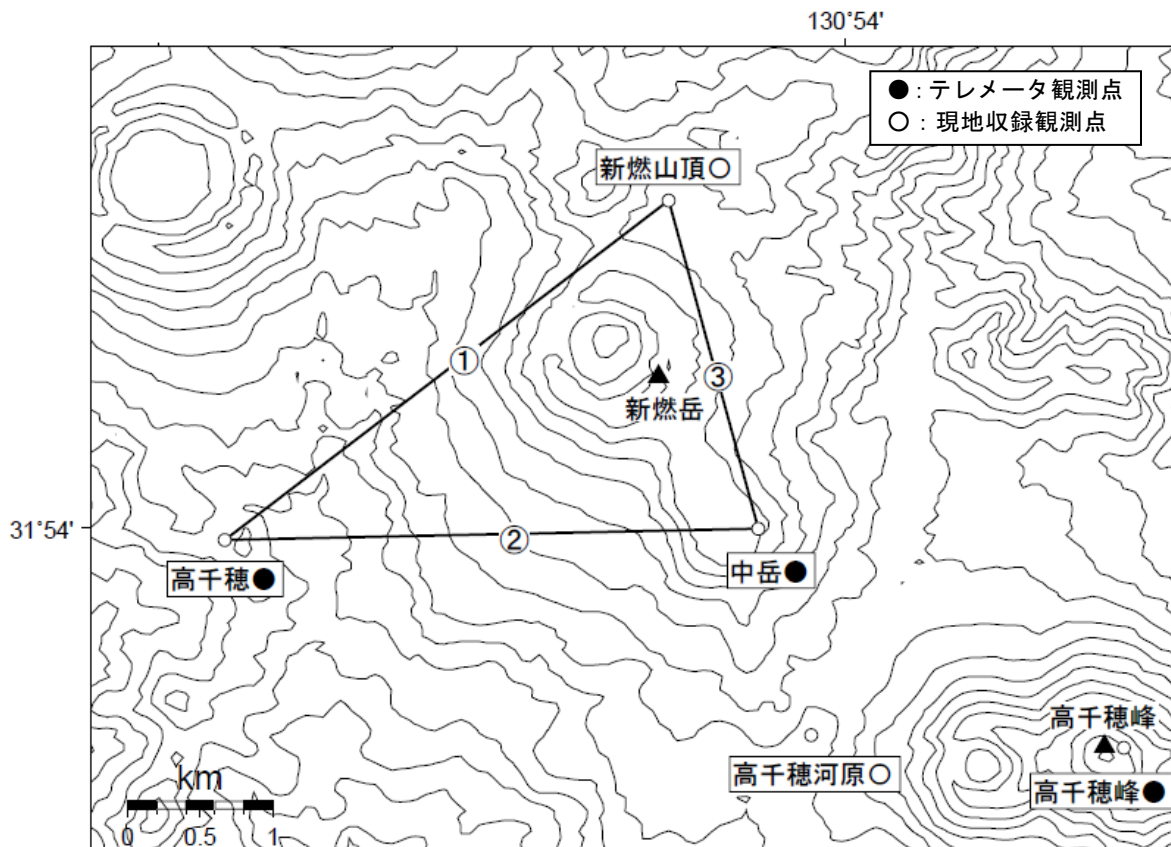 130°54'
●：テレメータ観測点
○：現地収録観測点
新燃山頂○
①
③
新燃岳
31°54'
②
高千穂●
中岳●
高千穂峰
km
高千穂河原○
高千穂峰●
0 0.5 1